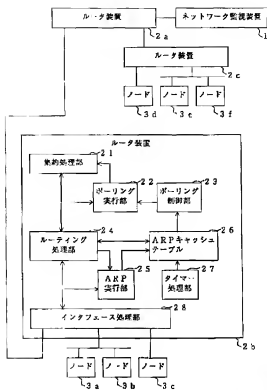 ルータ装置
ネットワーク監視装置
1
2a
ルータ装置
2c
ノード
ノード
ノード
3d
3e
3f
ルータ装置
21
集約処理部
22
23
ポーリング
実行部
ポーリング
制御部
24
26
ルーティング
処理部
ARPキャッシュ
テーブル
25
27
ARP
実行部
タイマー
処理部
28
インタフェース処理部
2b
ノード
ノード
ノード
3a
3b
3c